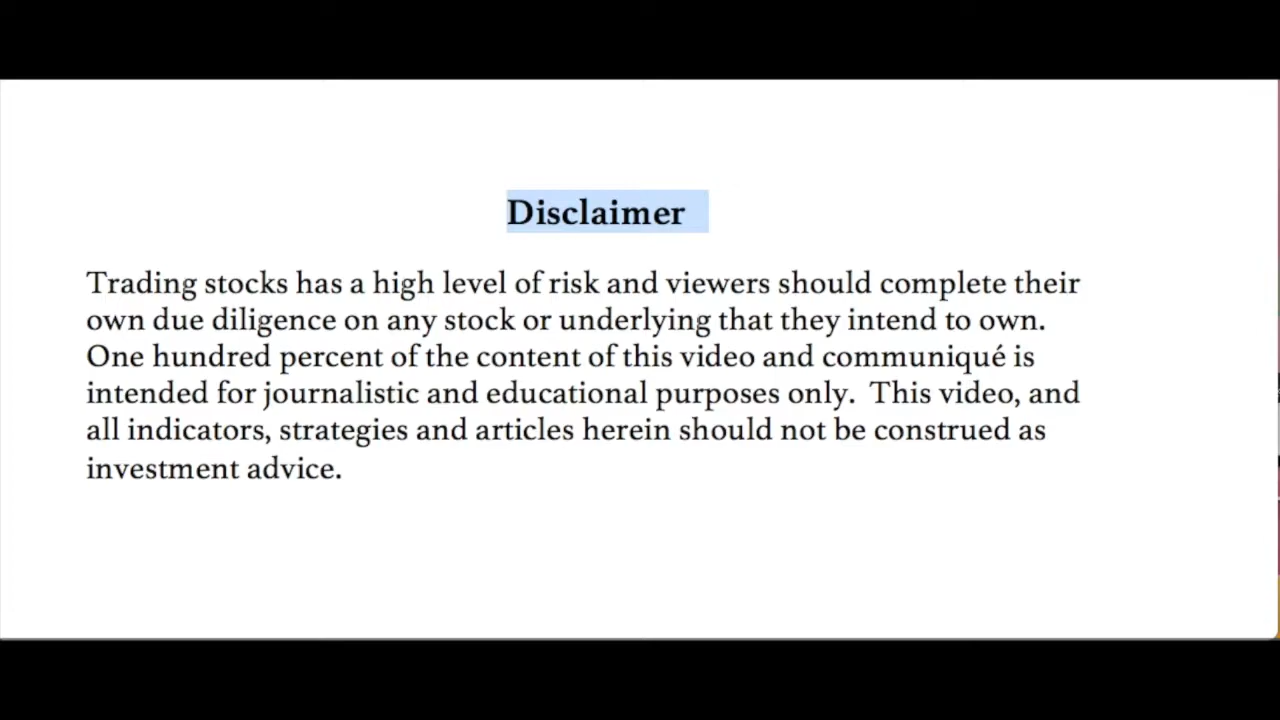 Disclaimer
Trading stocks has a high level of risk and viewers should complete their
own due diligence on any stock or underlying that they intend to own.
One hundred percent of the content of this video and communiqué is
intended for journalistic and educational purposes only.  This video, and
all indicators, strategies and articles herein should not be construed as
investment advice.